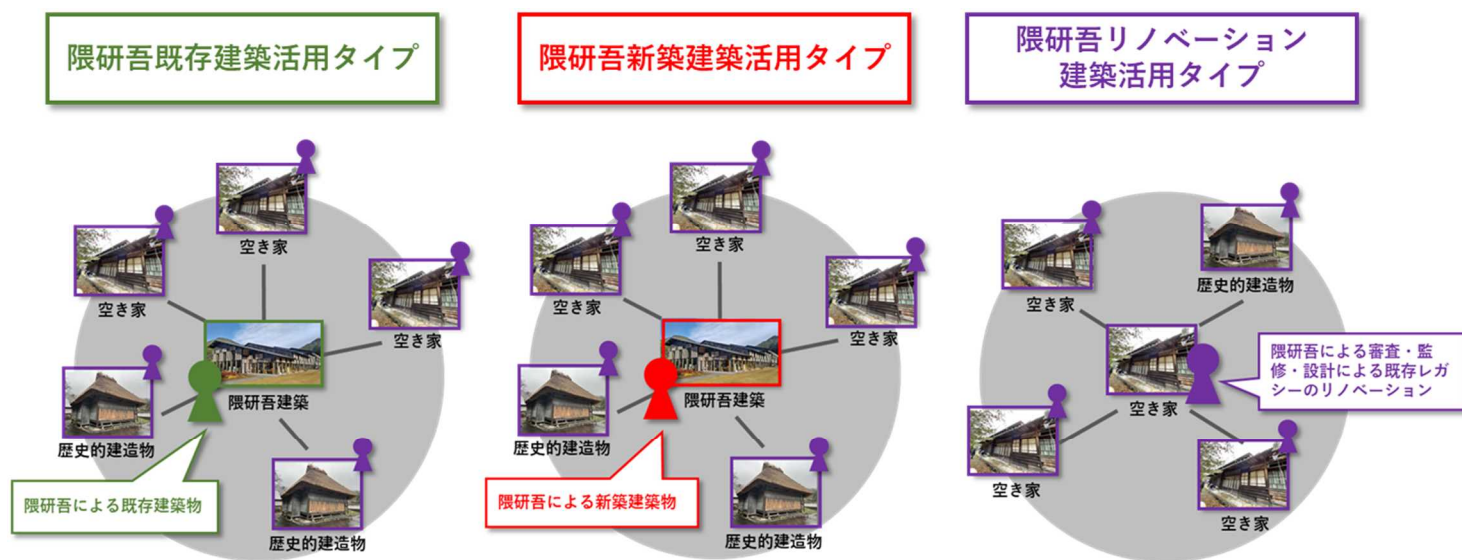 隈研吾既存建築活用タイプ
空き家
空き家
空き家
隈研吾建築
歴史的建造物
歴史的建造物
隈研吾による既存建築物
隈研吾新築建築活用タイプ
空き家
空き家
空き家
隈研吾建築
歴史的建造物
歴史的建造物
隈研吾による新築建築物
隈研吾リノベーション
建築活用タイプ
歴史的建造物
空き家
空き家
隈研吾による審査・監
修・設計による既存レガ
シーのリノベーション
空き家
空き家